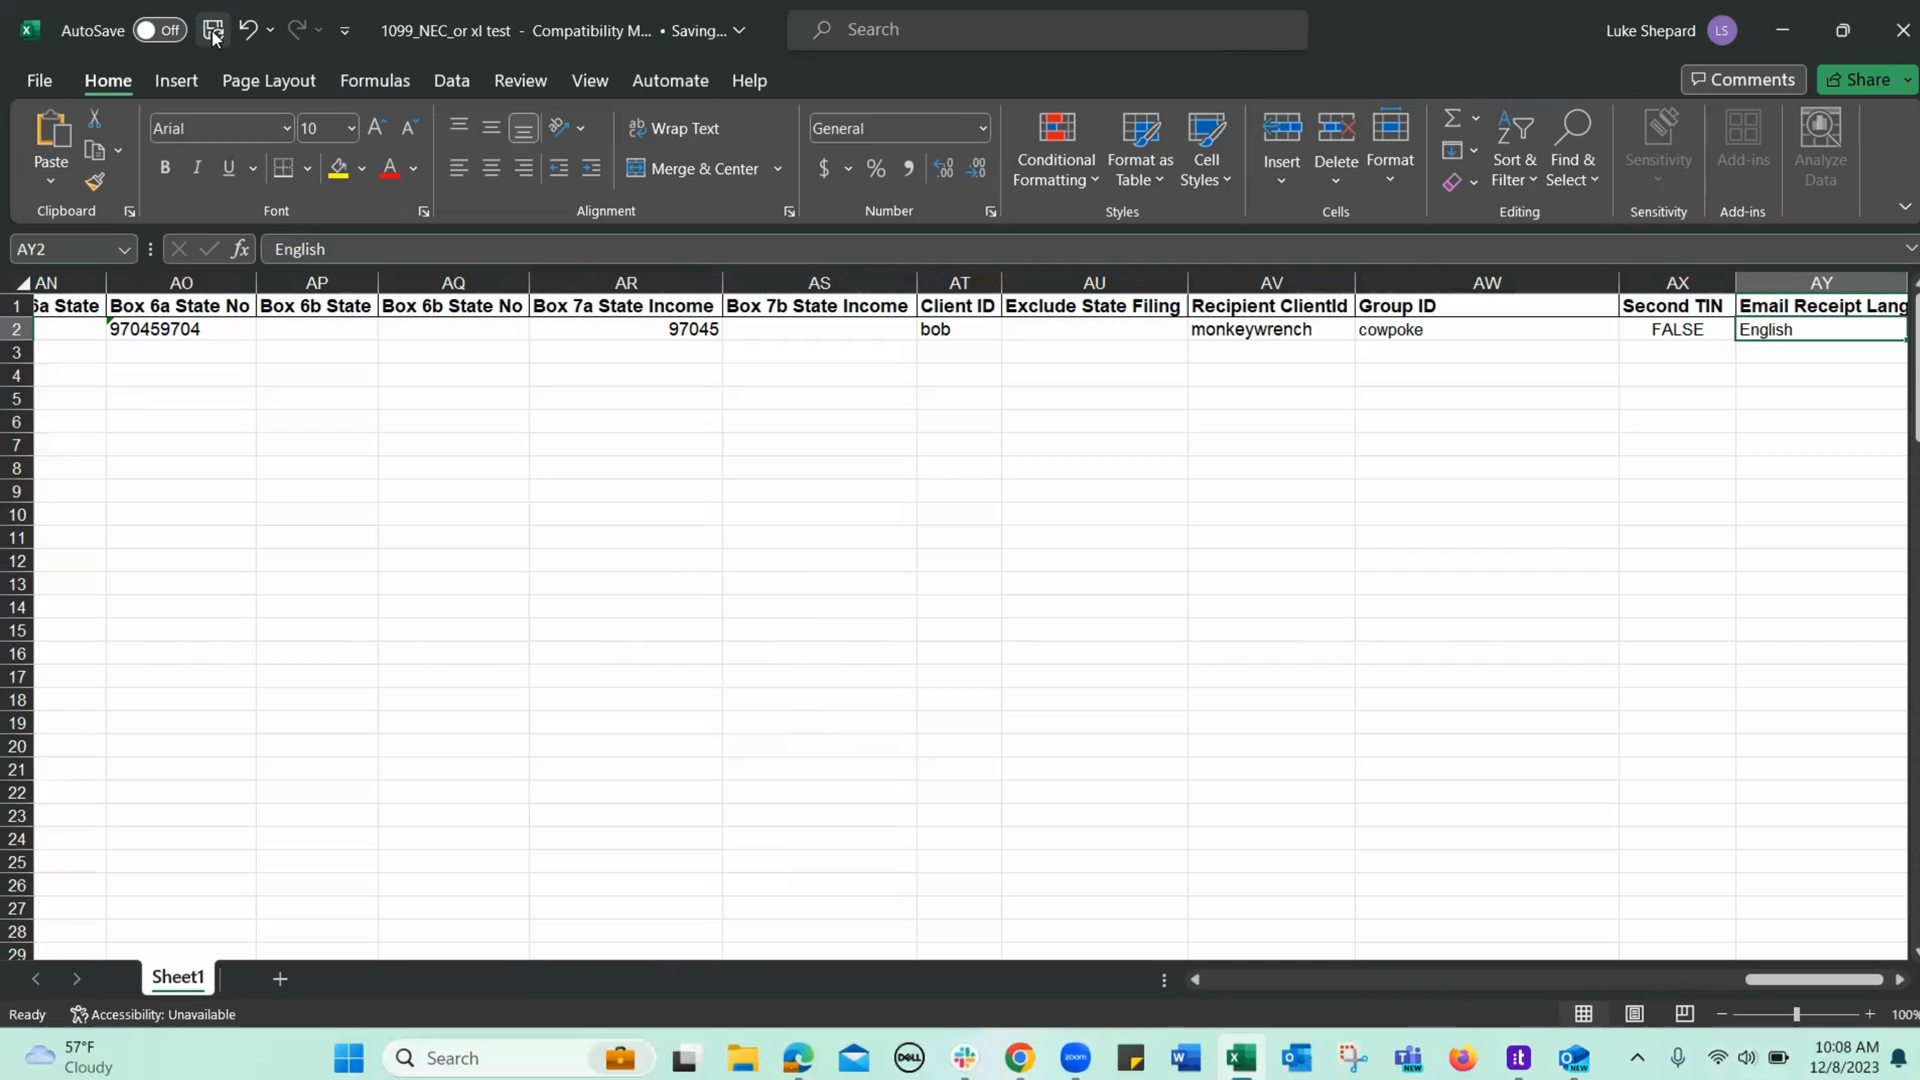 AutoSave Off 1099_NEC_or xl test - Compatibility M... • Saving... Search Luke Shepard LS
File Home Insert Page Layout Formulas Data Review View Automate Help Comments Share
Paste Arial 10 Wrap Text General Conditional Formatting Format as Table Cell Styles Insert Delete Format Sort & Filter Find & Select Sensitivity Add-ins Analyze Data
B I U A Merge & Center $ % 9 .00
Clipboard Font Alignment Number Styles Cells Editing Sensitivity Add-ins
AY2 fx English
AN AO AP AQ AR AS AT AU AV AW AX AY
1 6a State Box 6a State No Box 6b State Box 6b State No Box 7a State Income Box 7b State Income Client ID Exclude State Filing Recipient ClientId Group ID Second TIN Email Receipt Lang
2 970459704 97045 bob monkeywrench cowpoke FALSE English
3
4
5
6
7
8
9
10
11
12
13
14
15
16
17
18
19
20
21
22
23
24
25
26
27
28
29
Sheet1
Ready Accessibility: Unavailable 100%
57°F Search DELL zoom 10:08 AM
Cloudy 12/8/2023